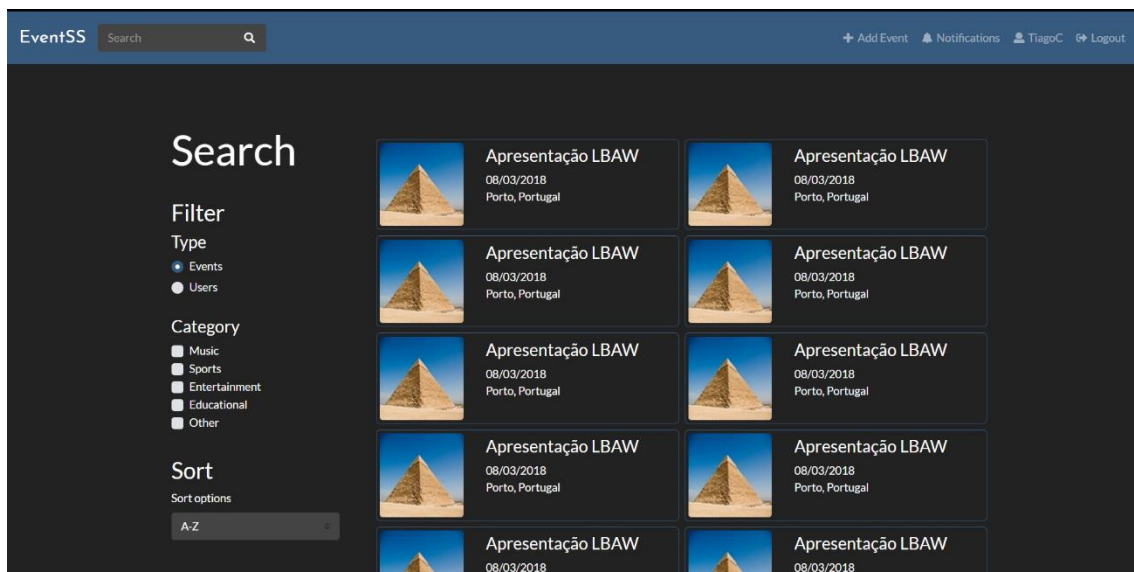 EventSS
Search
Add Event
Notifications
TiagoC
Logout
Search
Filter
Type
Events
Users
Category
Music
Sports
Entertainment
Educational
Other
Sort
Sort options
A-Z
Apresentação LBAW
08/03/2018
Porto, Portugal
Apresentação LBAW
08/03/2018
Porto, Portugal
Apresentação LBAW
08/03/2018
Porto, Portugal
Apresentação LBAW
08/03/2018
Porto, Portugal
Apresentação LBAW
08/03/2018
Porto, Portugal
Apresentação LBAW
08/03/2018
Porto, Portugal
Apresentação LBAW
08/03/2018
Porto, Portugal
Apresentação LBAW
08/03/2018
Porto, Portugal
Apresentação LBAW
08/03/2018
Apresentação LBAW
08/03/2018